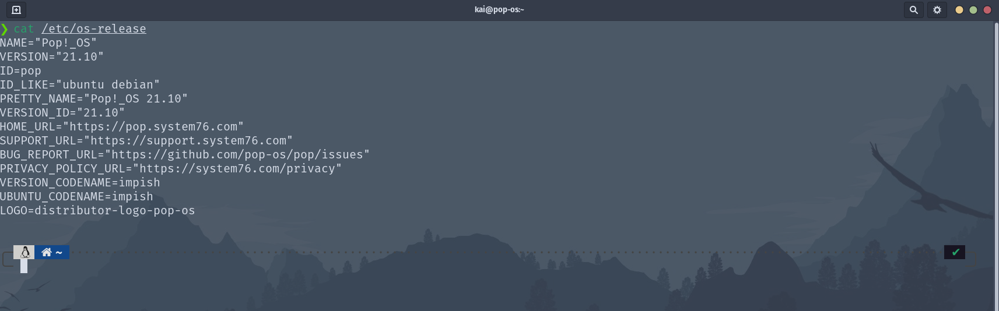 kai@pop-os:~
❯ cat /etc/os-release
NAME="Pop!_OS"
VERSION="21.10"
ID=pop
ID_LIKE="ubuntu debian"
PRETTY_NAME="Pop!_OS 21.10"
VERSION_ID="21.10"
HOME_URL="https://pop.system76.com"
SUPPORT_URL="https://support.system76.com"
BUG_REPORT_URL="https://github.com/pop-os/pop/issues"
PRIVACY_POLICY_URL="https://system76.com/privacy"
VERSION_CODENAME=impish
UBUNTU_CODENAME=impish
LOGO=distributor-logo-pop-os
~ ✔